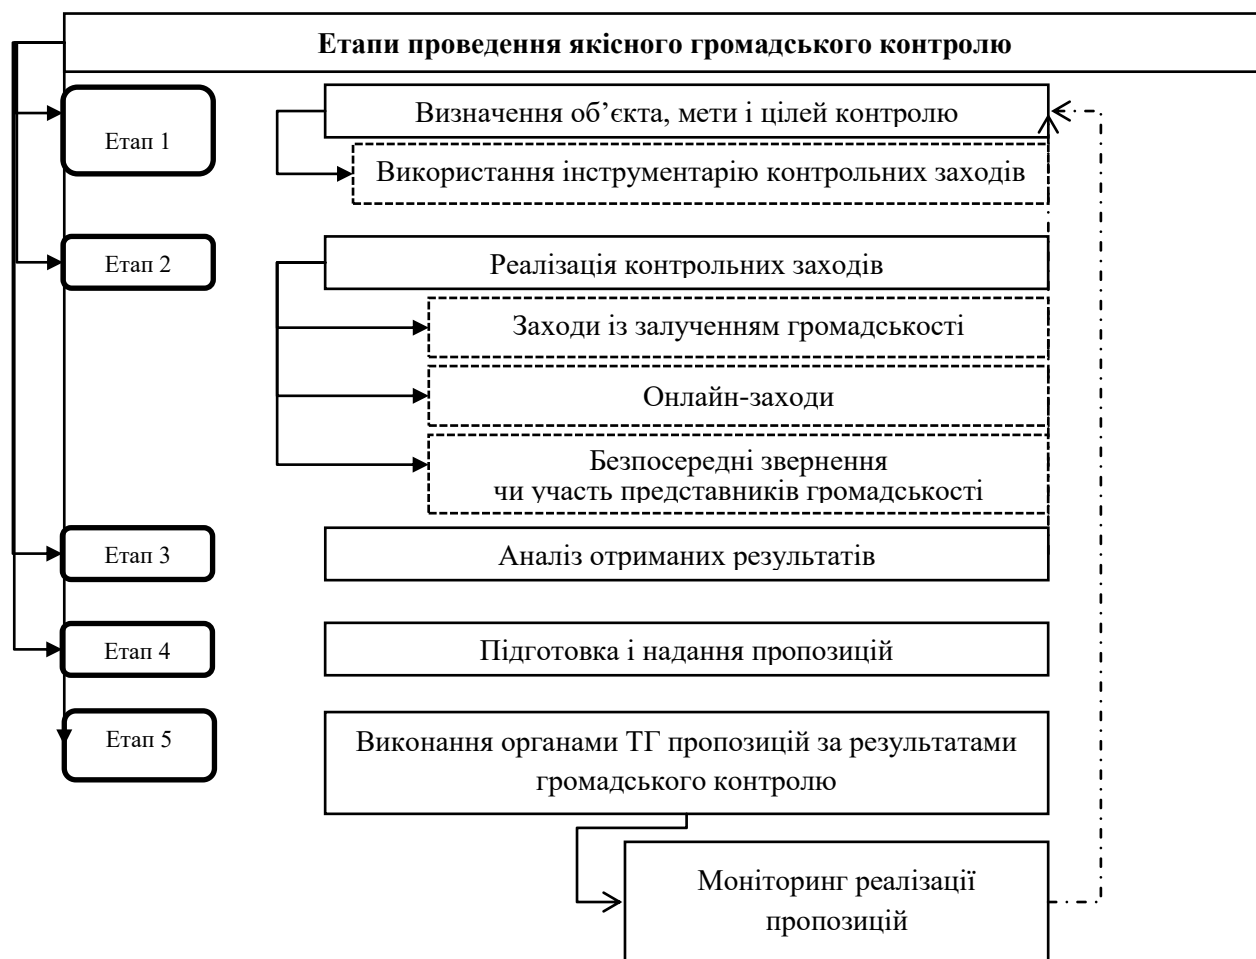 Етапи проведення якісного громадського контролю
Етап 1
Визначення об’єкта, мети і цілей контролю
Використання інструментарію контрольних заходів
Етап 2
Реалізація контрольних заходів
Заходи із залученням громадськості
Онлайн-заходи
Безпосередні звернення
чи участь представників громадськості
Етап 3
Аналіз отриманих результатів
Етап 4
Підготовка і надання пропозицій
Етап 5
Виконання органами ТГ пропозицій за результатами
громадського контролю
Моніторинг реалізації
пропозицій